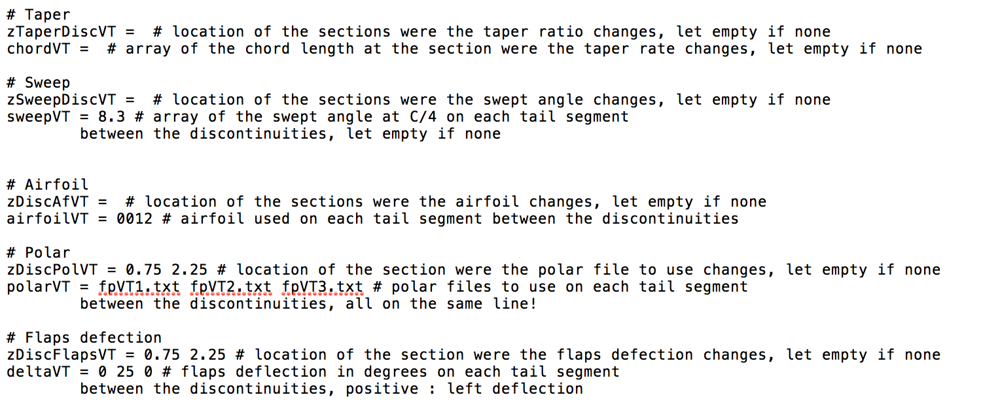 # Taper
zTaperDiscVT =  # location of the sections were the taper ratio changes, let empty if none
chordVT =  # array of the chord length at the section were the taper rate changes, let empty if none
# Sweep
zSweepDiscVT =  # location of the sections were the swept angle changes, let empty if none
sweepVT = 8.3 # array of the swept angle at C/4 on each tail segment
        between the discontinuities, let empty if none
# Airfoil
zDiscAfVT =  # location of the sections were the airfoil changes, let empty if none
airfoilVT = 0012 # airfoil used on each tail segment between the discontinuities
# Polar
zDiscPolVT = 0.75 2.25 # location of the section were the polar file to use changes, let empty if none
polarVT = fpVT1.txt fpVT2.txt fpVT3.txt # polar files to use on each tail segment
        between the discontinuities, all on the same line!
# Flaps defection
zDiscFlapsVT = 0.75 2.25 # location of the section were the flaps defection changes, let empty if none
deltaVT = 0 25 0 # flaps deflection in degrees on each tail segment
        between the discontinuities, positive : left deflection